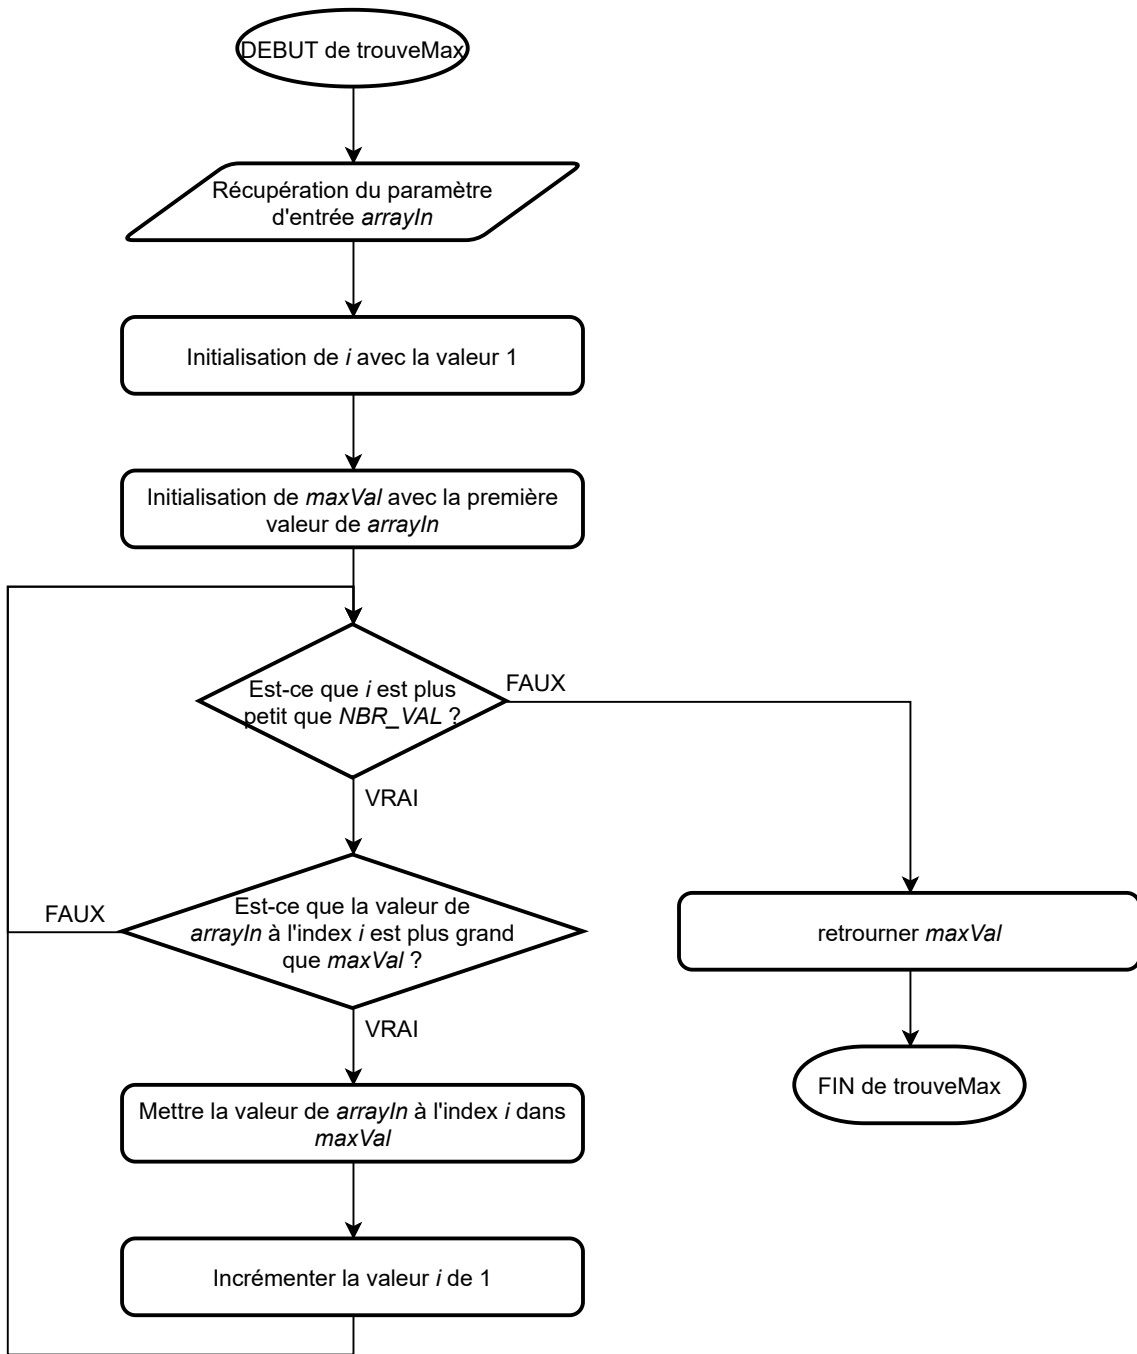 DEBUT de trouveMax
Récupération du paramètre
d'entrée arrayIn
Initialisation de i avec la valeur 1
Initialisation de maxVal avec la première
valeur de arrayIn
Est-ce que i est plus
petit que NBR_VAL ?
FAUX
VRAI
Est-ce que la valeur de
arrayIn à l'index i est plus grand
que maxVal ?
FAUX
VRAI
retrourner maxVal
FIN de trouveMax
Mettre la valeur de arrayIn à l'index i dans
maxVal
Incrémenter la valeur i de 1